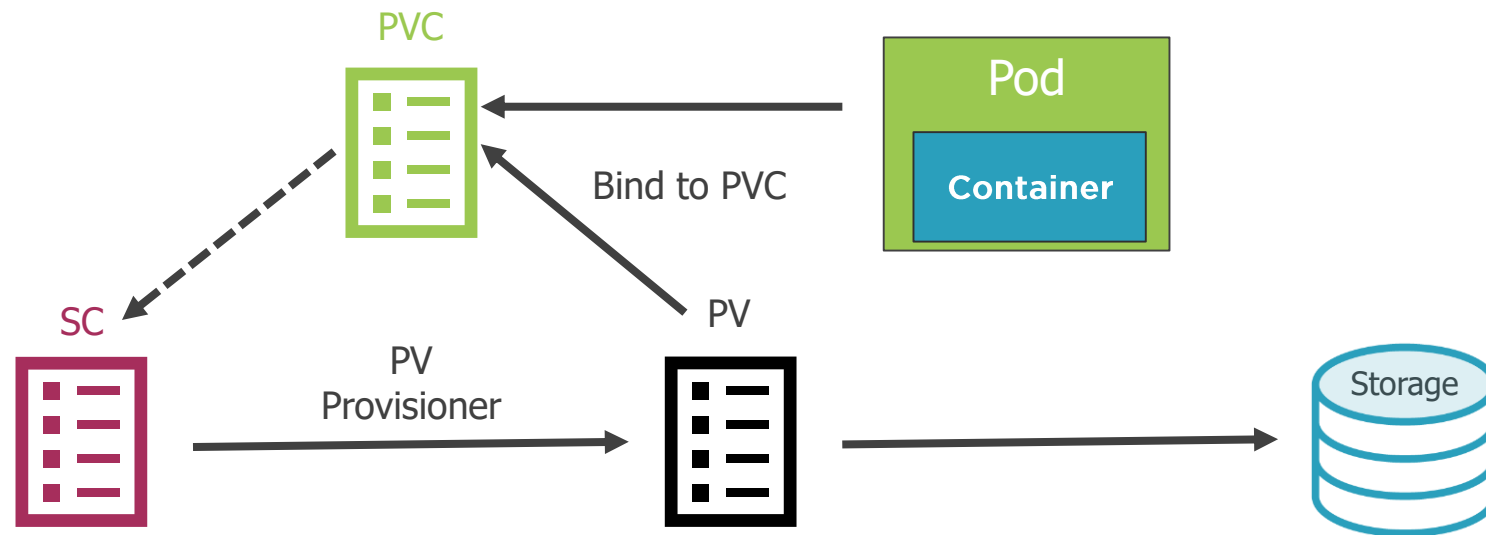 PVC
Pod
Container
Bind to PVC
SC
PV
PV
Provisioner
Storage